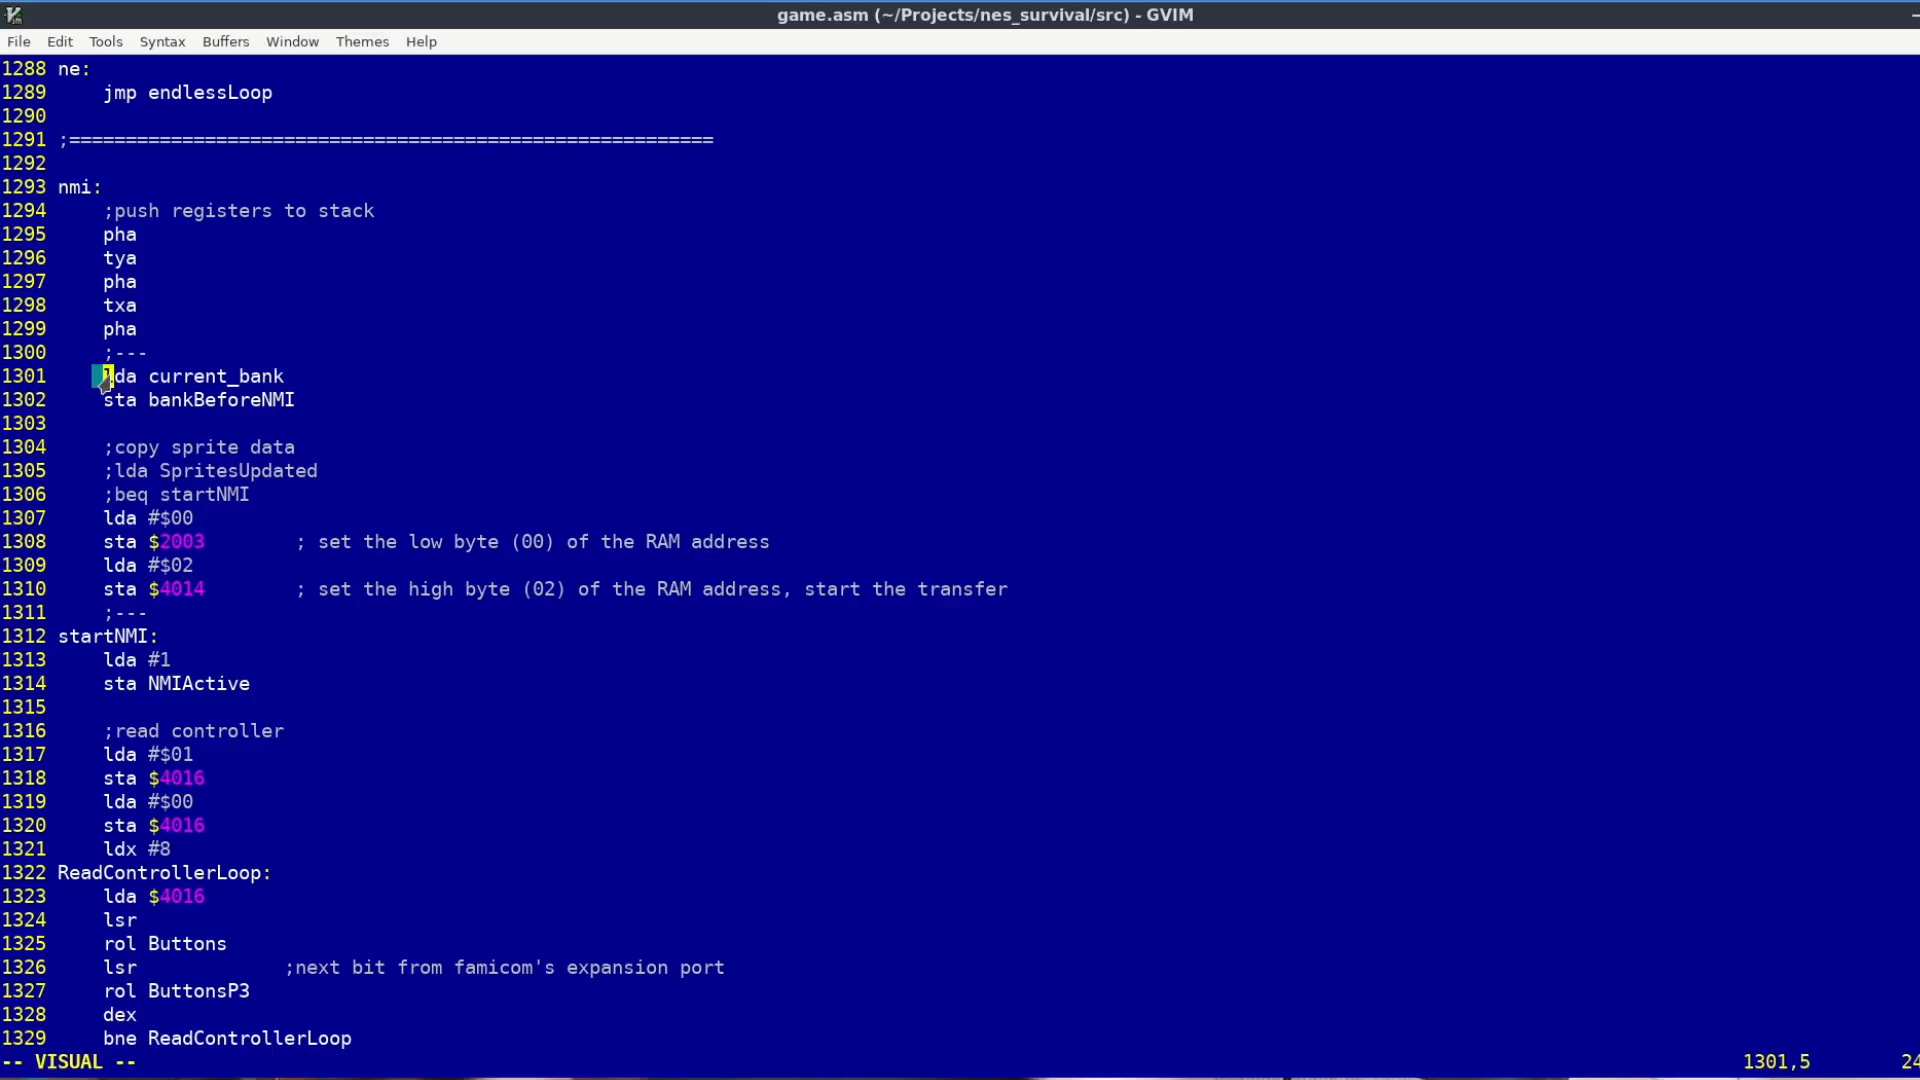 game.asm (~/Projects/nes_survival/src) - GVIM
File Edit Tools Syntax Buffers Window Themes Help
1288 ne:
1289     jmp endlessLoop
1290
1291 ;=========================================================
1292
1293 nmi:
1294     ;push registers to stack
1295     pha
1296     tya
1297     pha
1298     txa
1299     pha
1300     ;---
1301     lda current_bank
1302     sta bankBeforeNMI
1303
1304     ;copy sprite data
1305     ;lda SpritesUpdated
1306     ;beq startNMI
1307     lda #$00
1308     sta $2003        ; set the low byte (00) of the RAM address
1309     lda #$02
1310     sta $4014        ; set the high byte (02) of the RAM address, start the transfer
1311     ;---
1312 startNMI:
1313     lda #1
1314     sta NMIActive
1315
1316     ;read controller
1317     lda #$01
1318     sta $4016
1319     lda #$00
1320     sta $4016
1321     ldx #8
1322 ReadControllerLoop:
1323     lda $4016
1324     lsr
1325     rol Buttons
1326     lsr             ;next bit from famicom's expansion port
1327     rol ButtonsP3
1328     dex
1329     bne ReadControllerLoop
-- VISUAL -- 1301,5 24